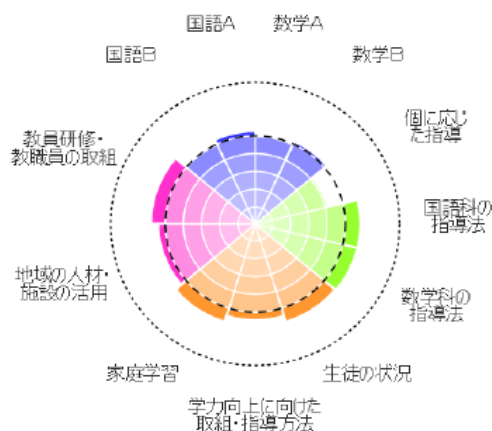 国語A 数学A
国語B 数学B
個に応じ
た指導
教員研修・
教職員の取組
国語科の
指導法
地域の人材・
施設の活用
数学科の
指導法
家庭学習 生徒の状況
学力向上に向けた
取組・指導方法